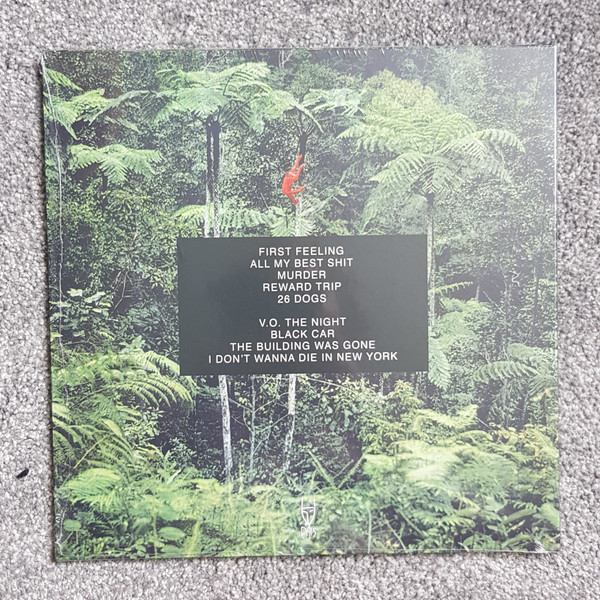 FIRST FEELING
ALL MY BEST SHIT
MURDER
REWARD TRIP
26 DOGS
V.O. THE NIGHT
BLACK CAR
THE BUILDING WAS GONE
I DON'T WANNA DIE IN NEW YORK